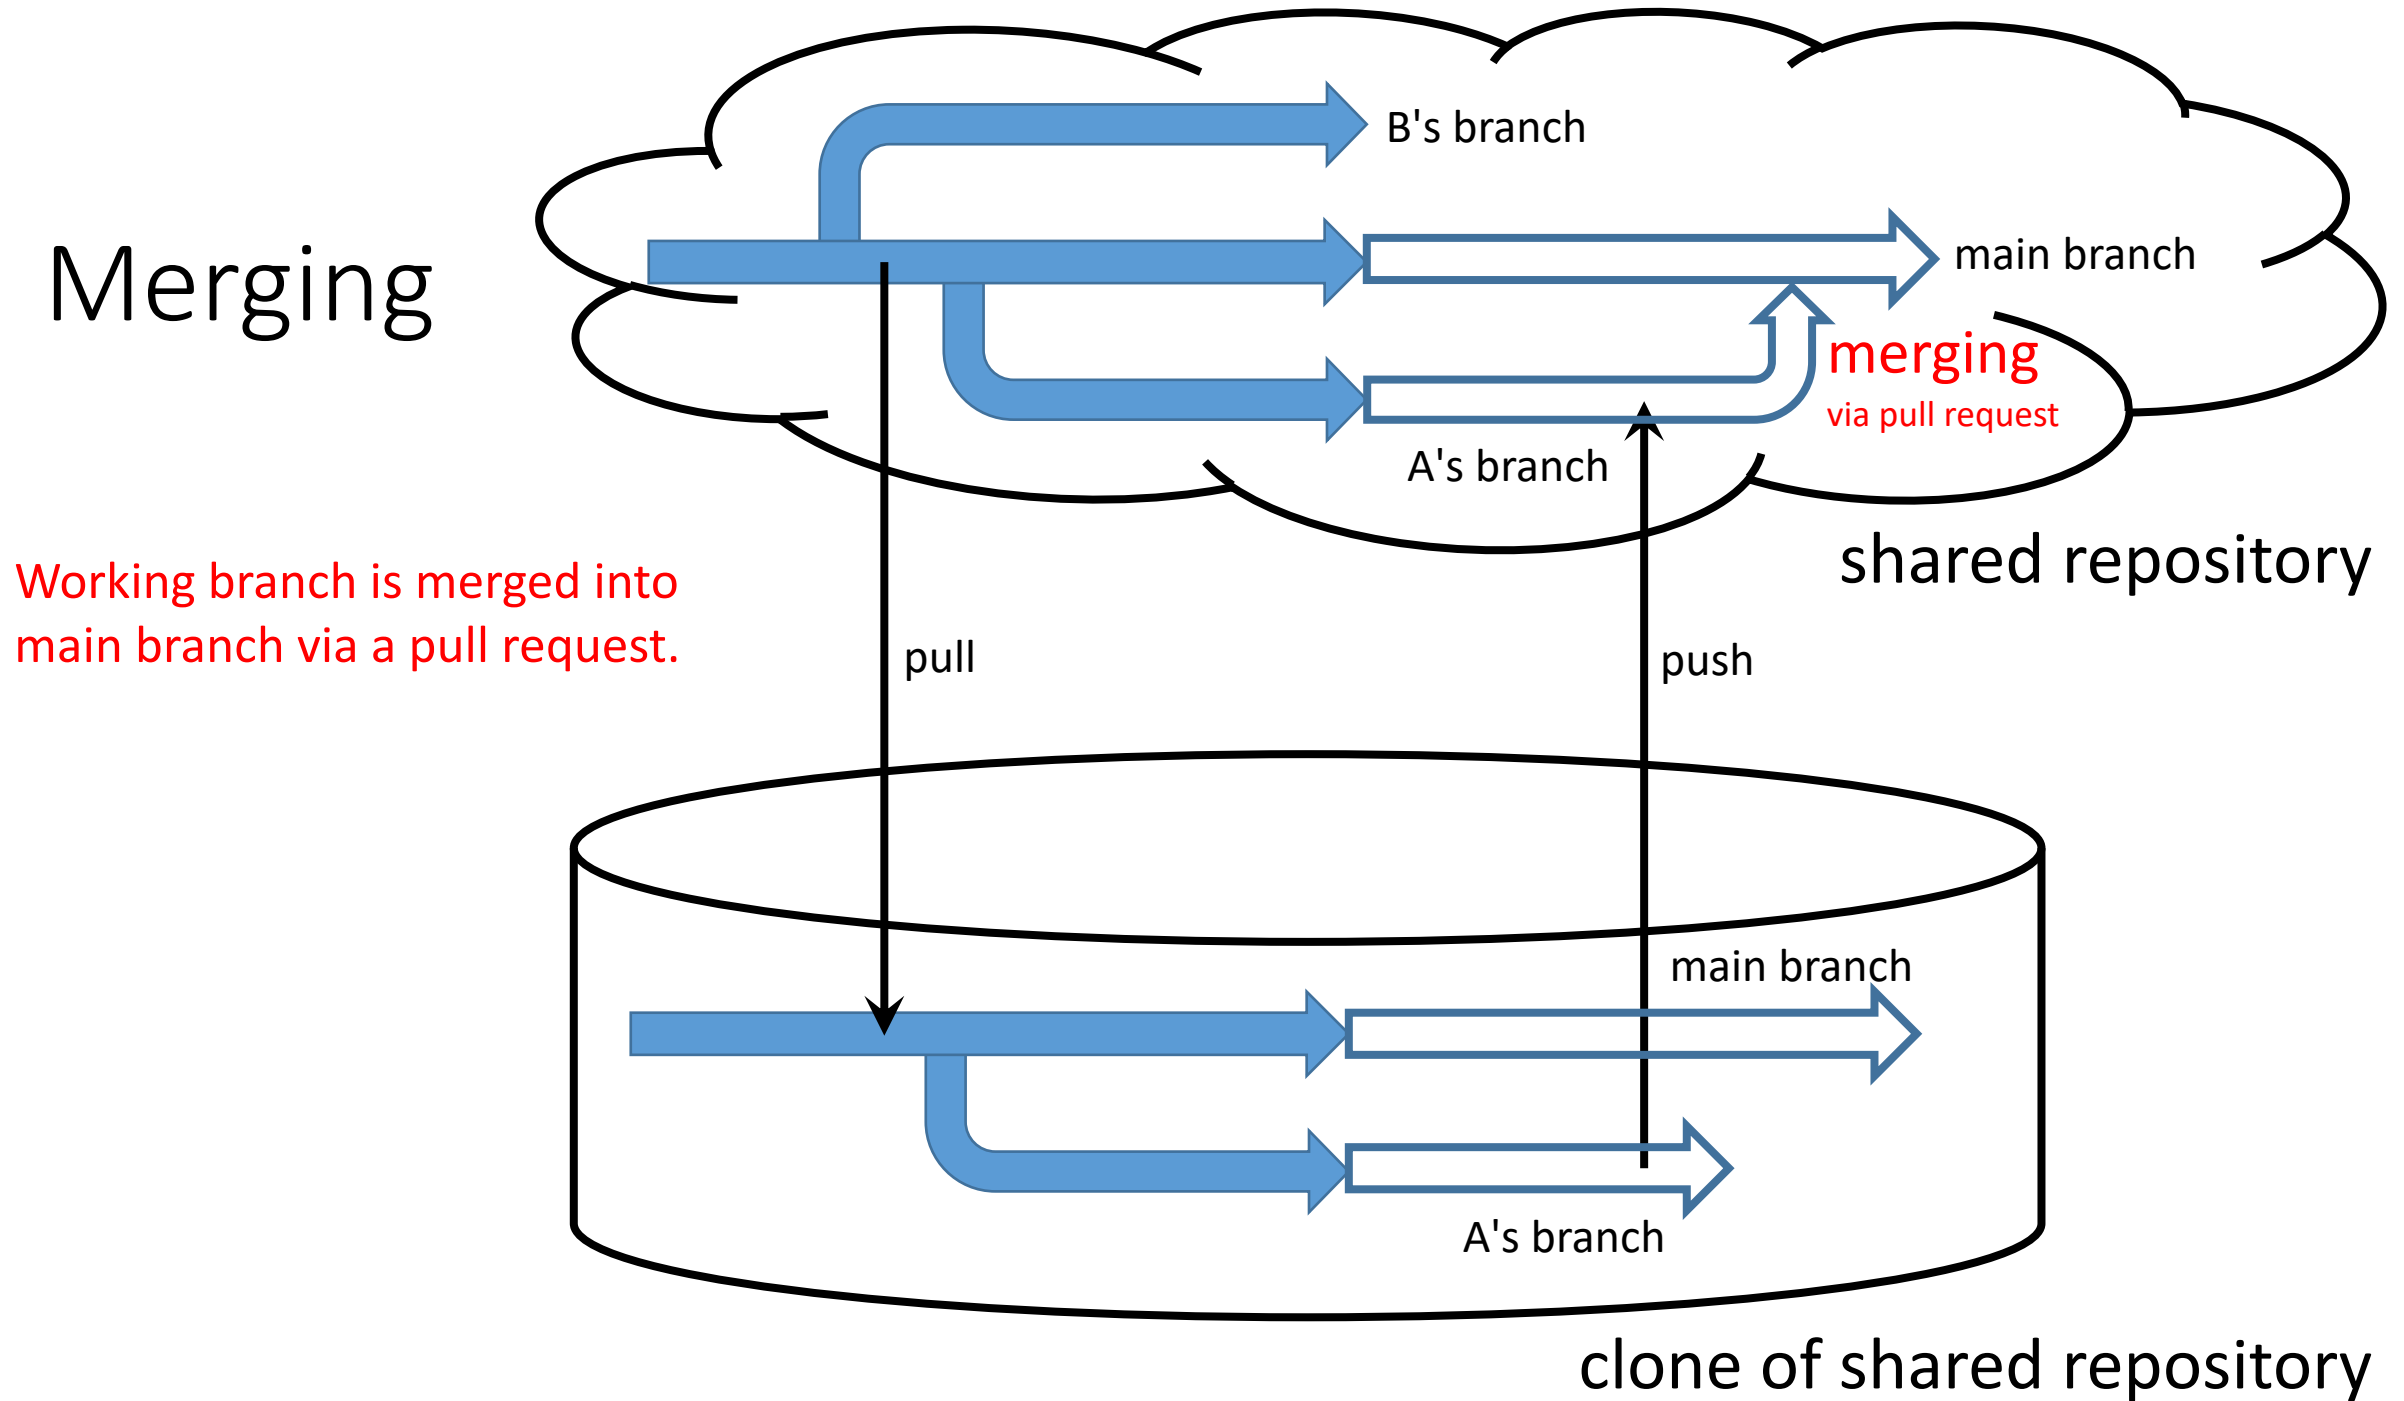 B's branch
Merging
main branch
merging
via pull request
A's branch
shared repository
Working branch is merged into
main branch via a pull request.
pull
push
main branch
A's branch
clone of shared repository